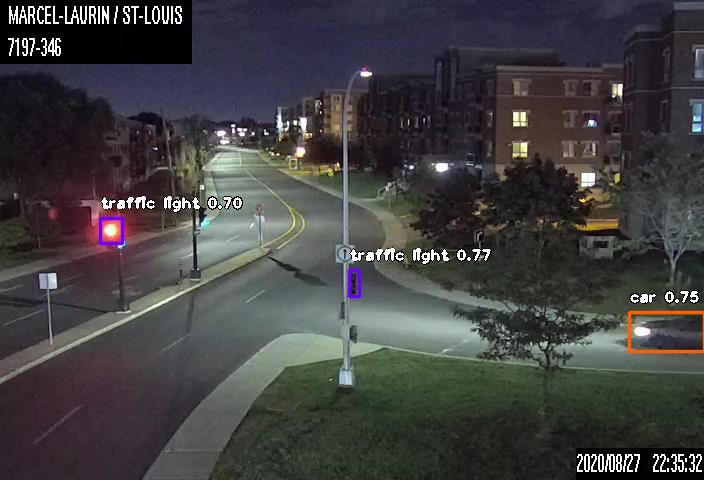 MARCEL-LAURIN / ST-LOUIS
7197-346
traffic light 0.70
traffic light 0.77
car 0.75
2020/08/27 22:35:32